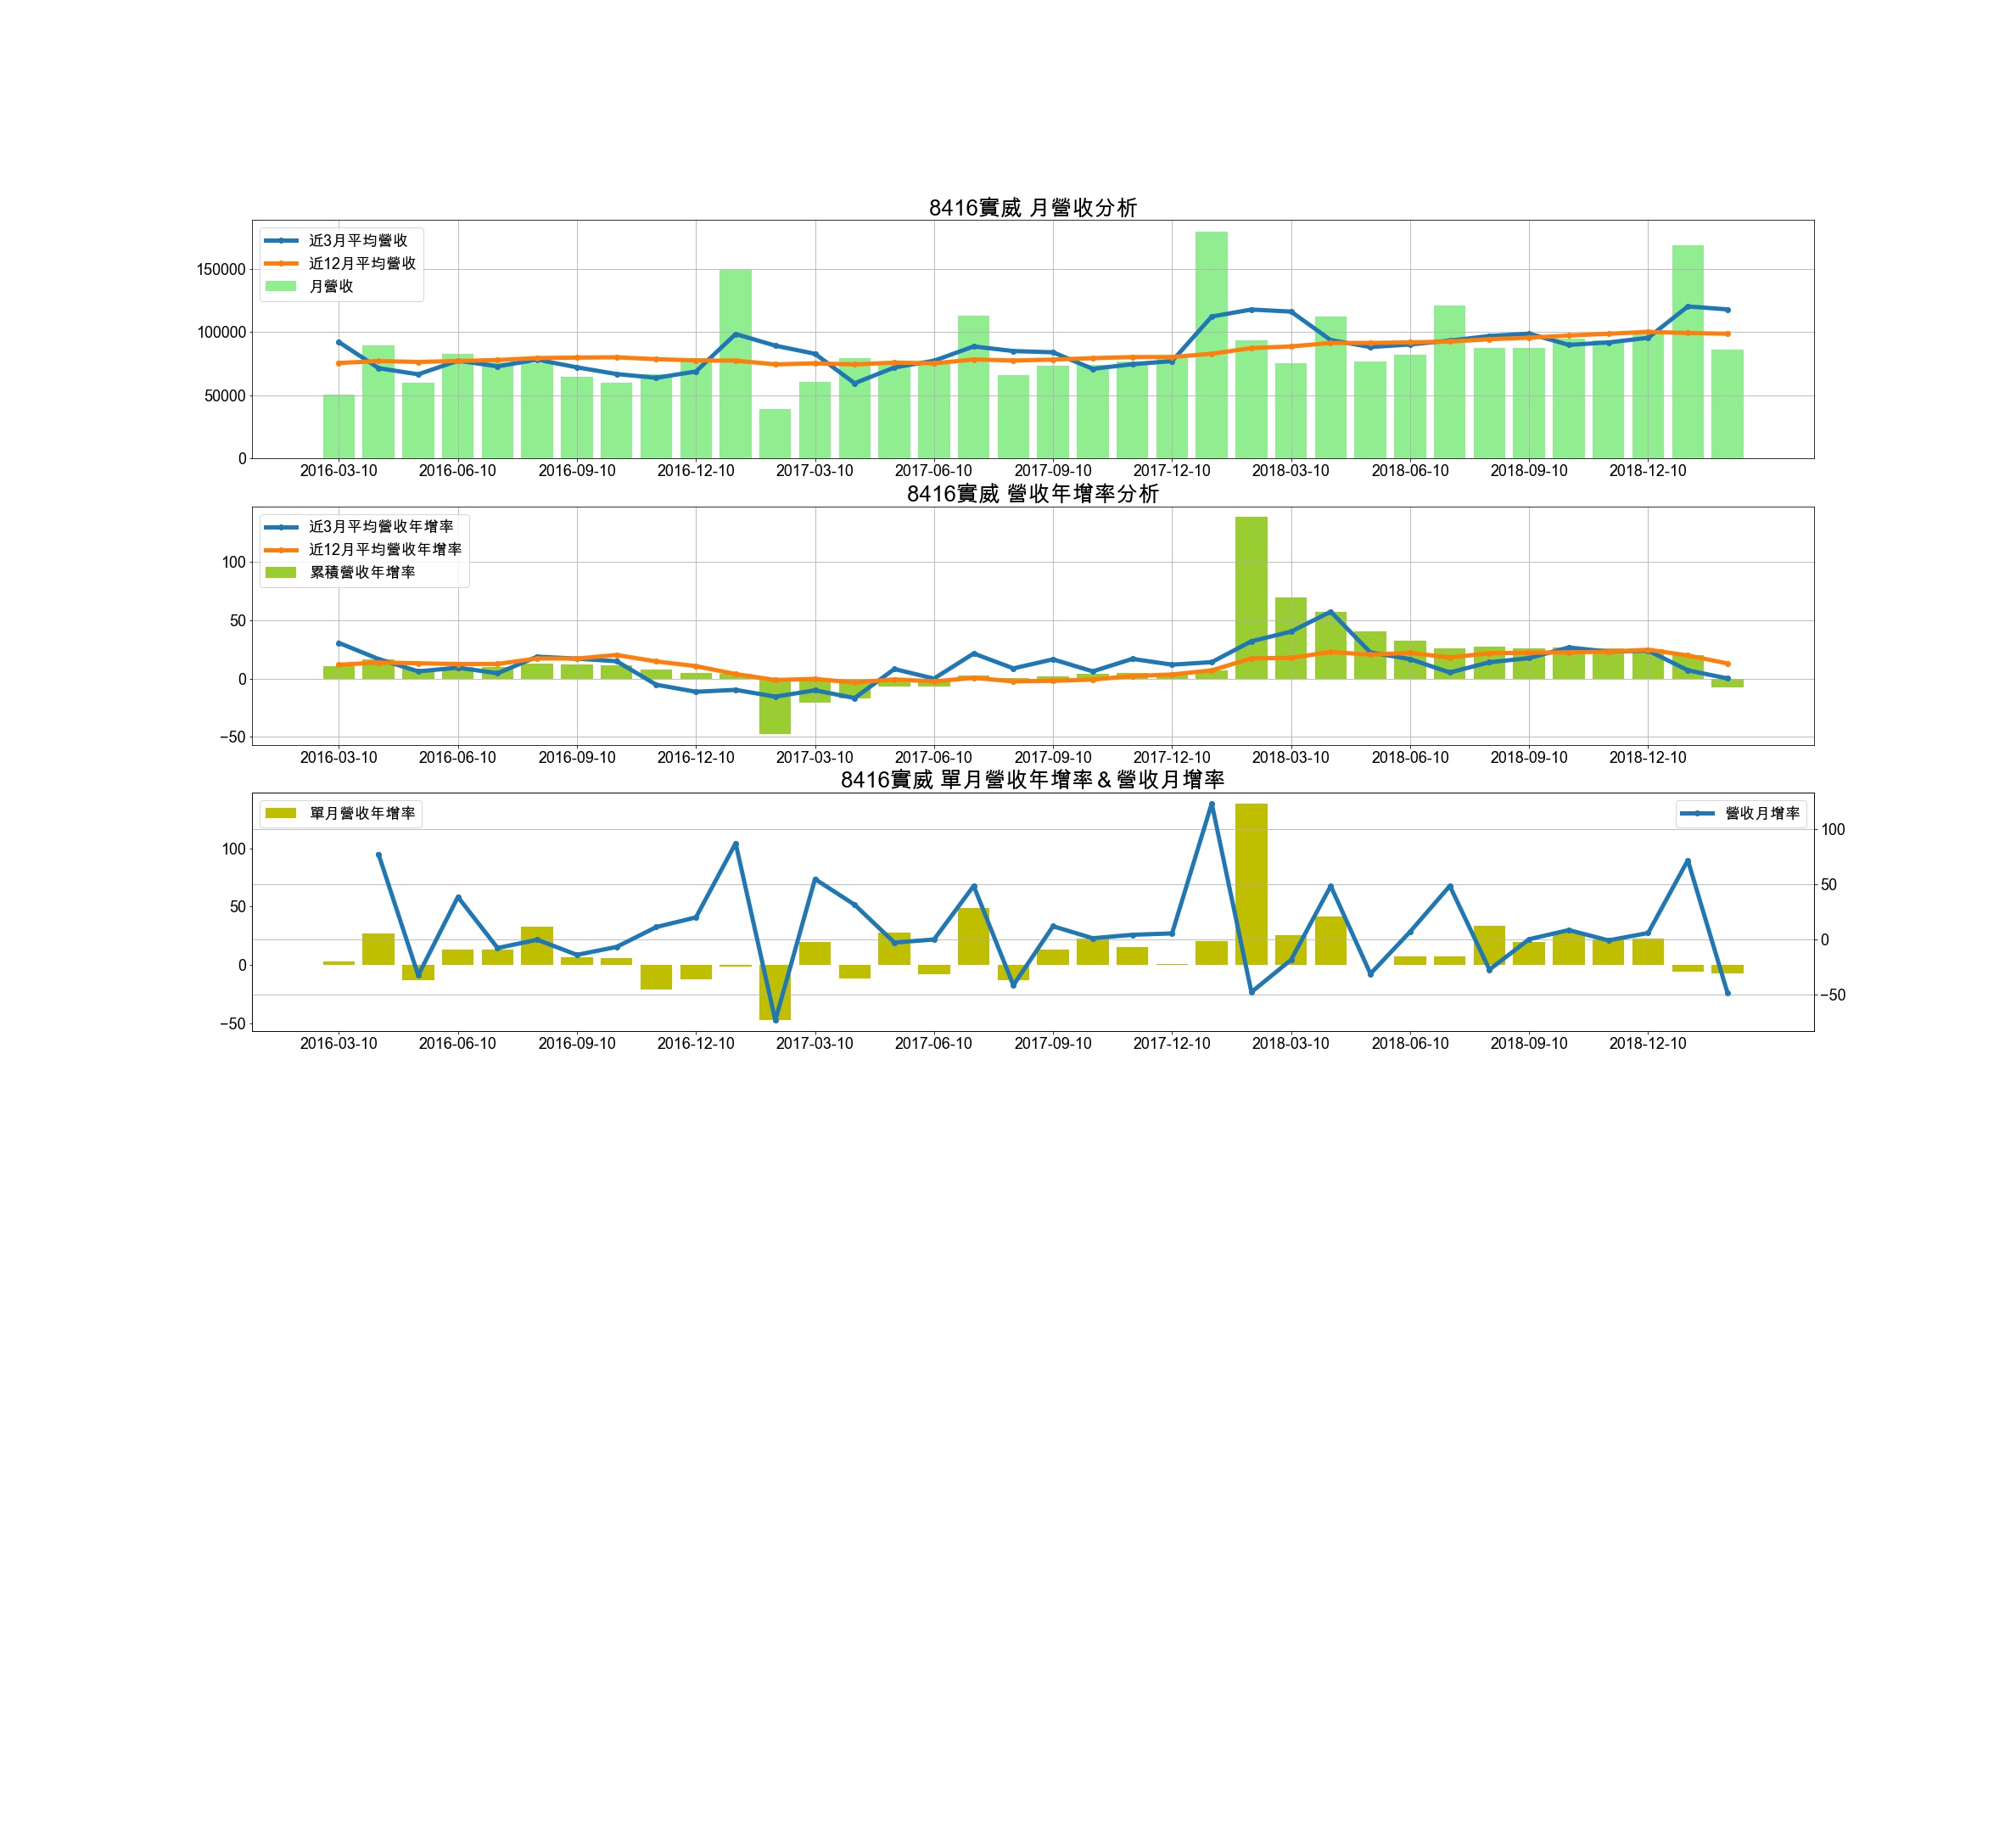 8416實威 月營收分析
近3月平均營收
近12月平均營收
月營收
150000
100000
50000
0
2016-03-10 2016-06-10 2016-09-10 2016-12-10 2017-03-10 2017-06-10 2017-09-10 2017-12-10 2018-03-10 2018-06-10 2018-09-10 2018-12-10
8416實威 營收年增率分析
近3月平均營收年增率
近12月平均營收年增率
累積營收年增率
100
50
0
−50
2016-03-10 2016-06-10 2016-09-10 2016-12-10 2017-03-10 2017-06-10 2017-09-10 2017-12-10 2018-03-10 2018-06-10 2018-09-10 2018-12-10
8416實威 單月營收年增率＆營收月增率
單月營收年增率 營收月增率
100 100
50 50
0 0
−50 −50
2016-03-10 2016-06-10 2016-09-10 2016-12-10 2017-03-10 2017-06-10 2017-09-10 2017-12-10 2018-03-10 2018-06-10 2018-09-10 2018-12-10